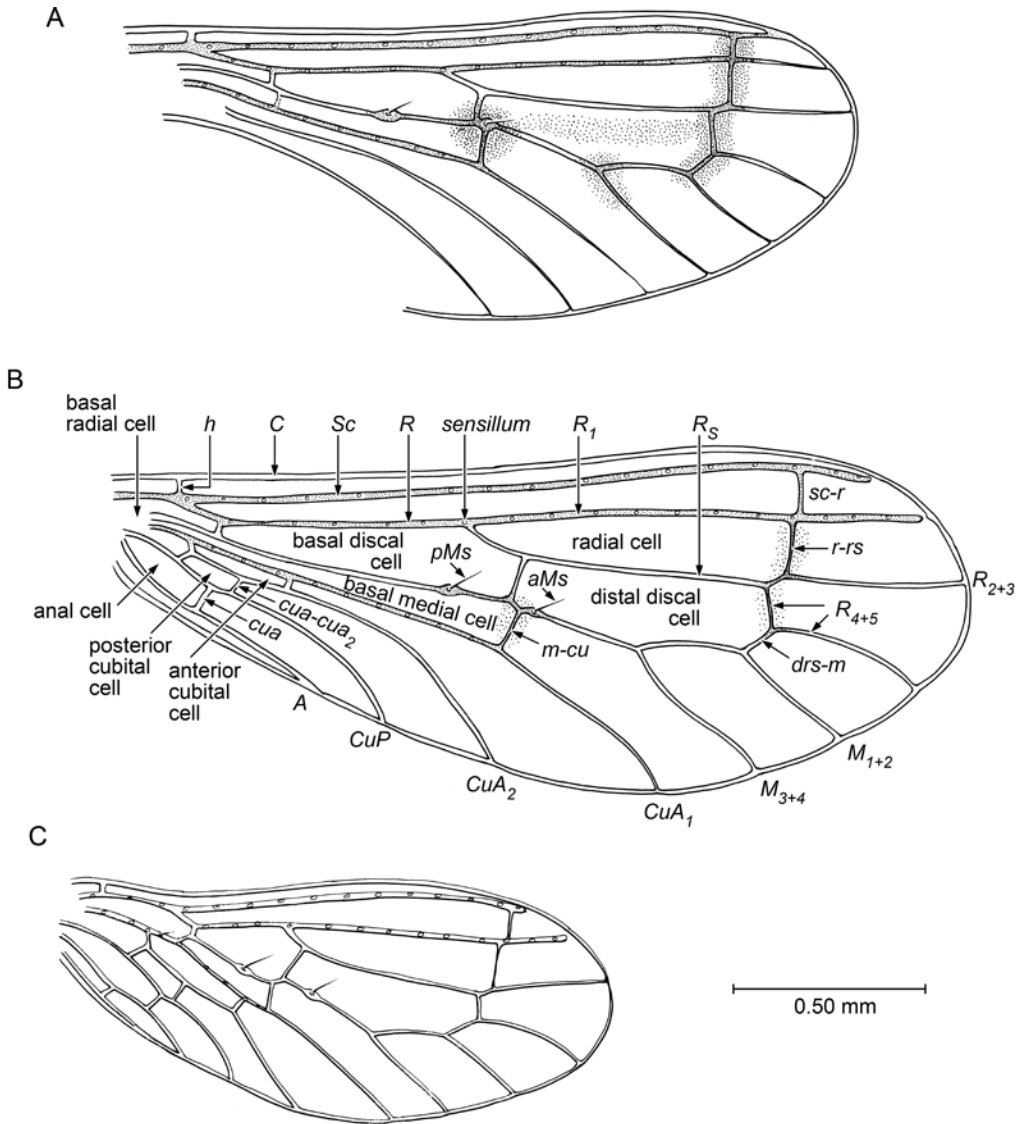 A
B
basal
radial cell
h
C
Sc
R
sensillum
R1
RS
sc-r
basal discal
cell
pMs
radial cell
r-rs
aMs
basal medial cell
distal discal
cell
R2+3
anal cell
cua-cua2
m-cu
R4+5
cua
posterior
cubital
cell
anterior
cubital
cell
drs-m
A
CuP
CuA2
CuA1
M3+4
M1+2
C
0.50 mm